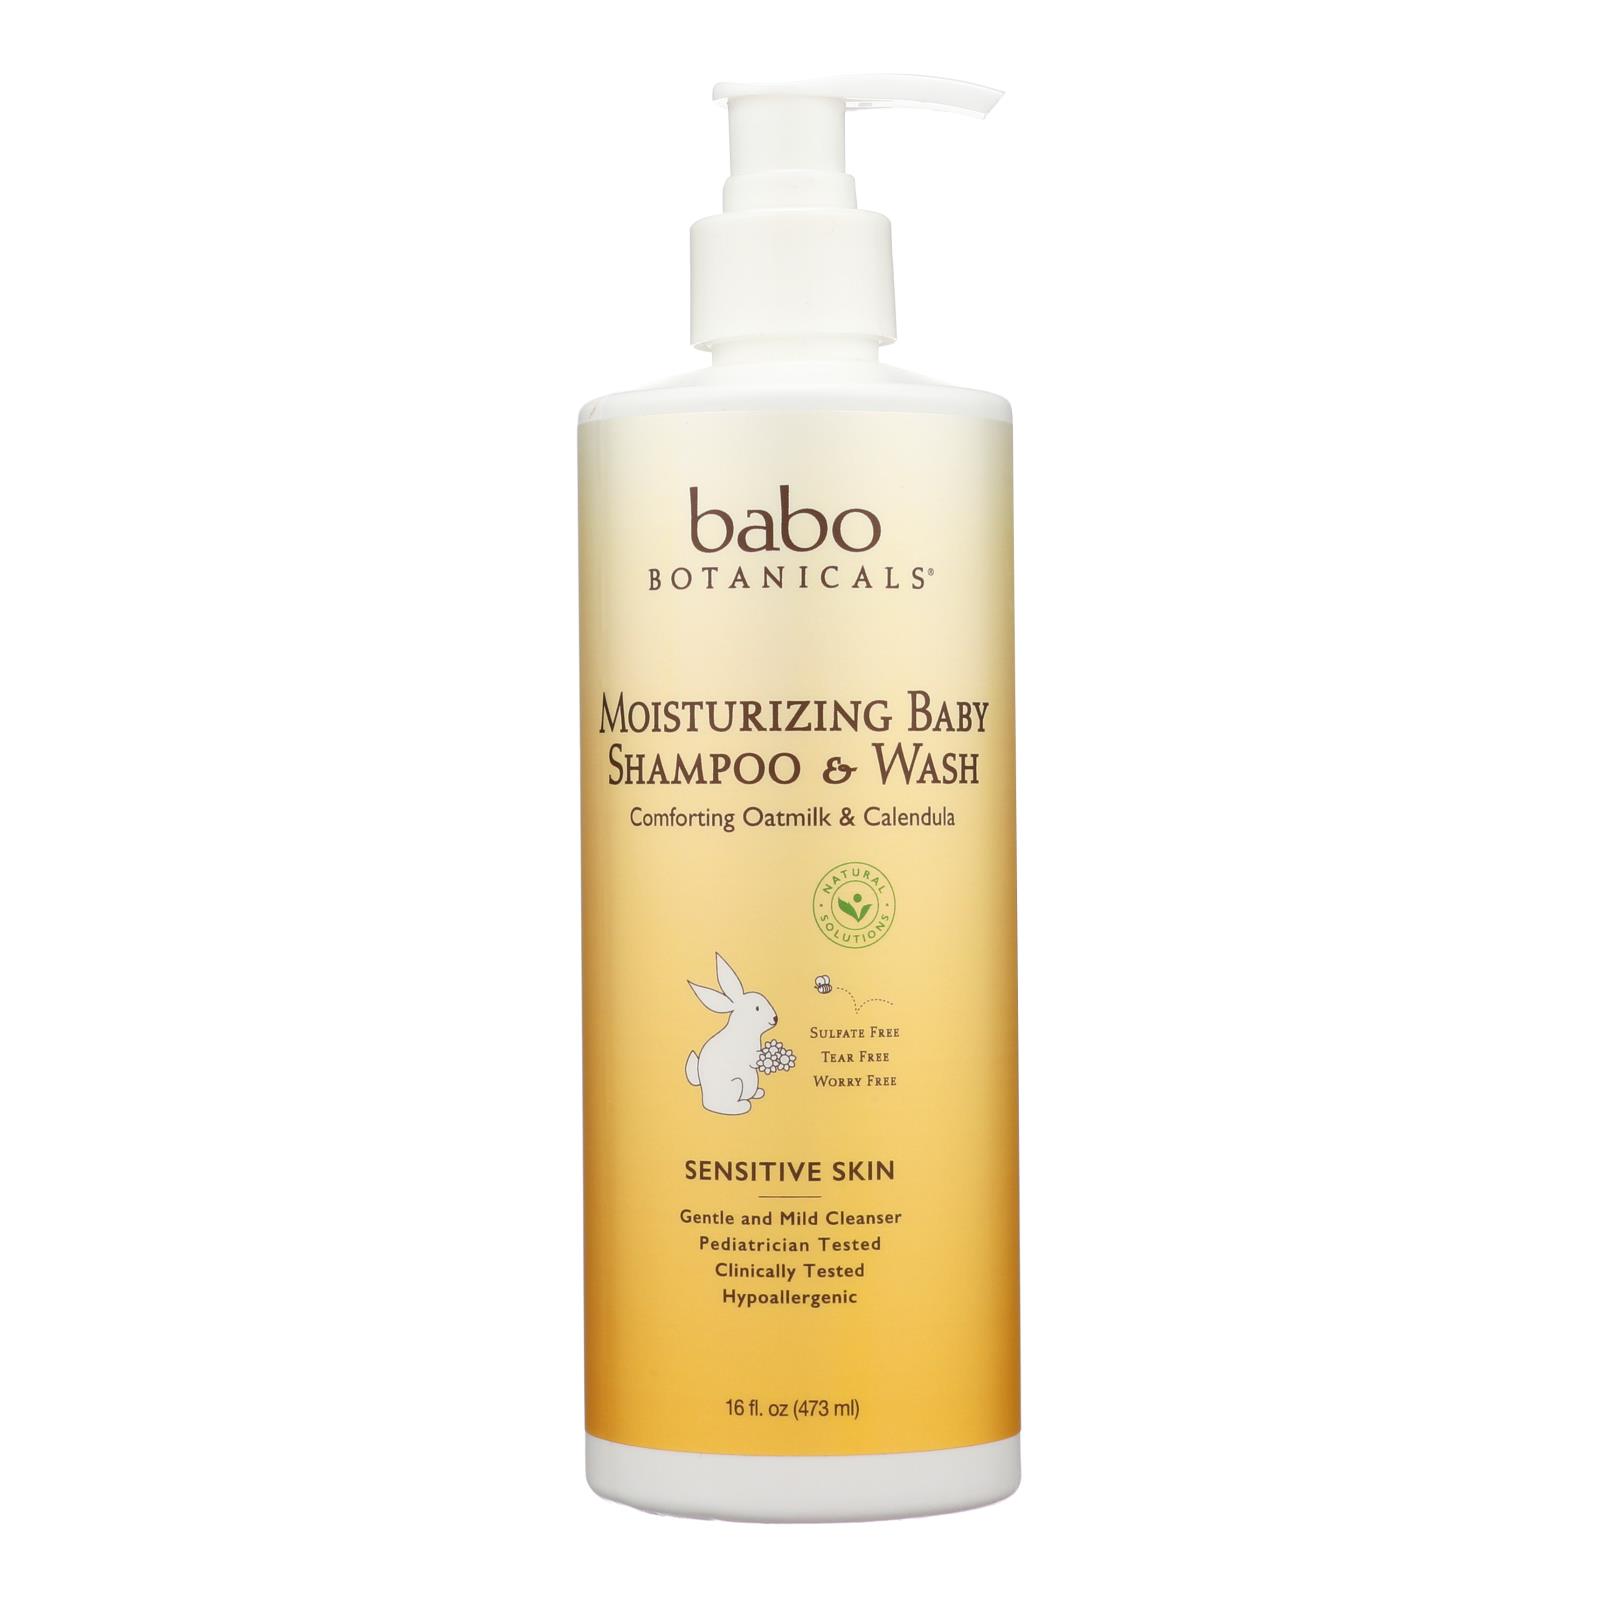 babo
BOTANICALS®
MOISTURIZING BABY
SHAMPOO & WASH
Comforting Oatmilk & Calendula
NATURAL
SOLUTIONS
SULFATE FREE
TEAR FREE
WORRY FREE
SENSITIVE SKIN
Gentle and Mild Cleanser
Pediatrician Tested
Clinically Tested
Hypoallergenic
16 fl. oz (473 ml)